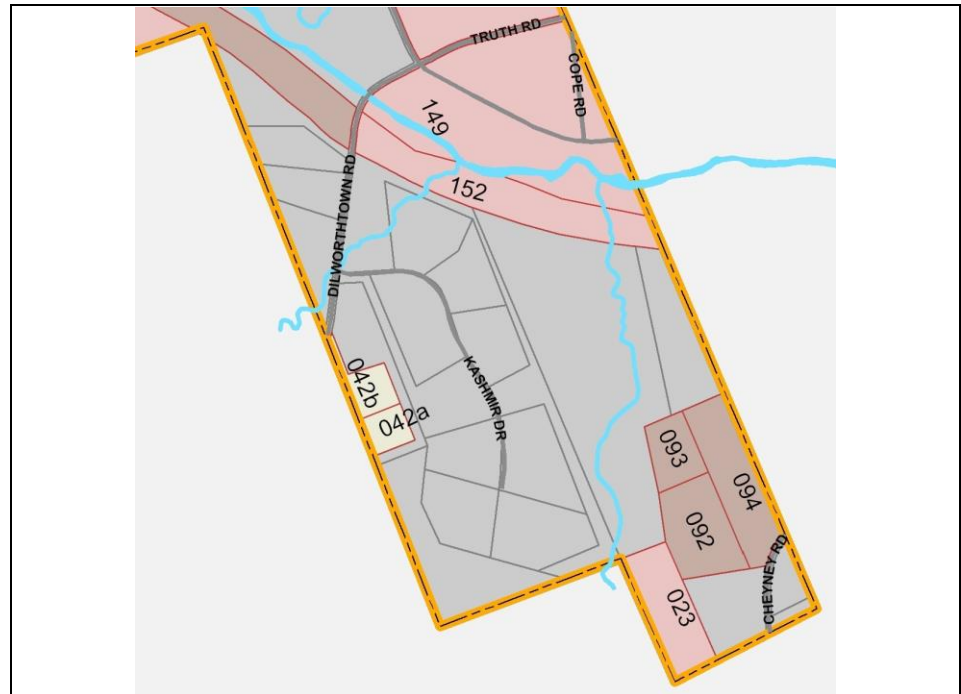 TRUTH RD
COPE RD
149
152
DILWORTHTOWN RD
042b
042a
KASHMIR DR
093
094
092
CHEYNEY RD
023